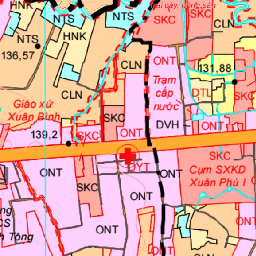 NTS
NTS
SKC
HNK
HNK
NTS
136,57
CLN
ONT
CLN
131,88
Trạm
cấp
nước
DTL
SKC
Giáo xứ
Xuân Bình
DVH
139,2
SKC
ONT
ONT
DYT
ONT
ONT
SKC
Cụm SXKD
Xuân Phú I
SKC
ONT
ONT
SKC
ONT
CLN
ONT